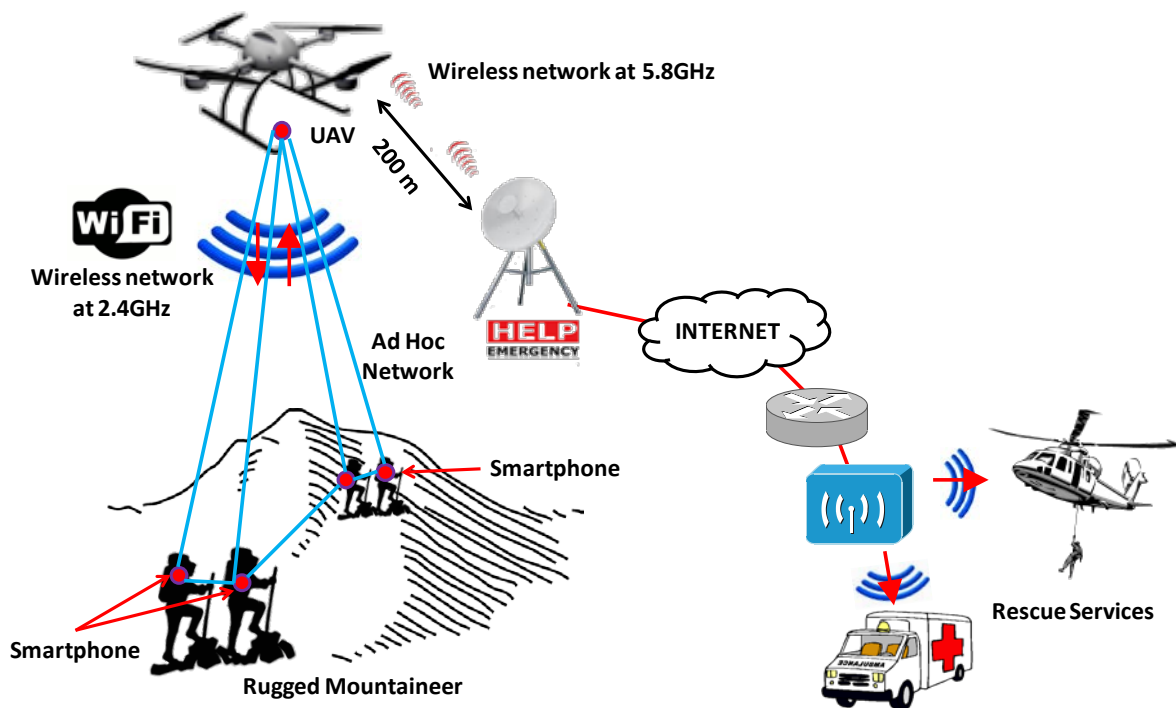 Wireless network at 5.8GHz
UAV
200 m
WiFi
Wireless network
at 2.4GHz
HELP
EMERGENCY
INTERNET
Ad Hoc
Network
Smartphone
Smartphone
Rugged Mountaineer
Rescue Services
AMBULANCE